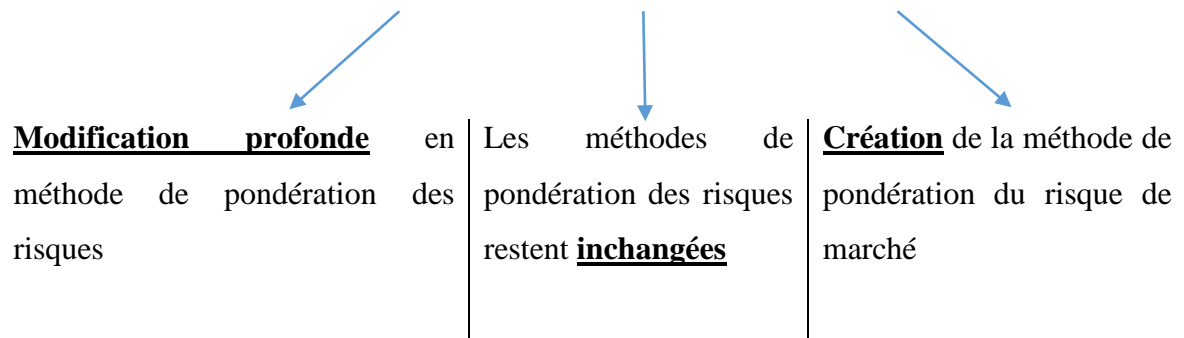 Modification profonde en
méthode de pondération des
risques
Les méthodes de
pondération des risques
restent inchangées
Création de la méthode de
pondération du risque de
marché